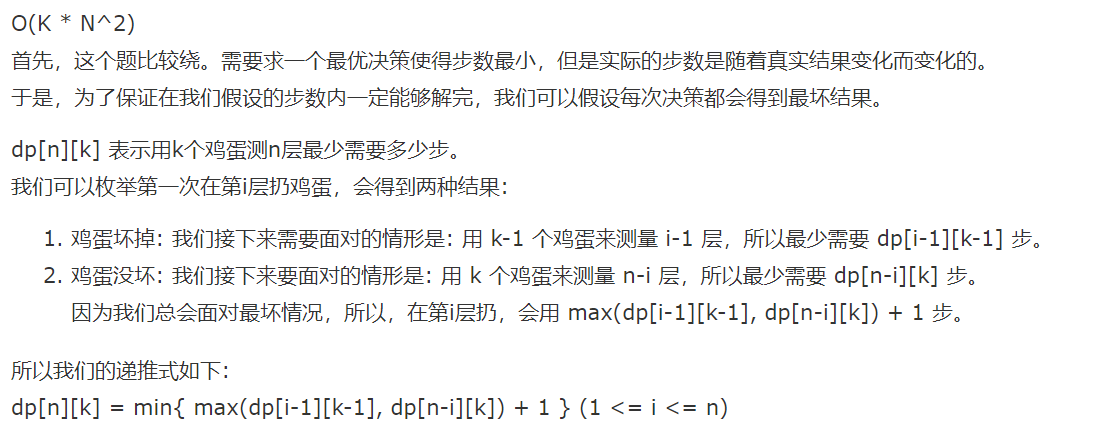 O(K * N^2)
首先，这个题比较绕。需要求一个最优决策使得步数最小，但是实际的步数是随着真实结果变化而变化的。
于是，为了保证在我们假设的步数内一定能够解完，我们可以假设每次决策都会得到最坏结果。
dp[n][k] 表示用k个鸡蛋测n层最少需要多少步。
我们可以枚举第一次在第i层扔鸡蛋，会得到两种结果：
1. 鸡蛋坏掉: 我们接下来需要面对的情形是: 用 k-1 个鸡蛋来测量 i-1 层，所以最少需要 dp[i-1][k-1] 步。
2. 鸡蛋没坏: 我们接下来要面对的情形是: 用 k 个鸡蛋来测量 n-i 层，所以最少需要 dp[n-i][k] 步。
因为我们总会面对最坏情况，所以，在第i层扔，会用 max(dp[i-1][k-1], dp[n-i][k]) + 1 步。
所以我们的递推式如下：
dp[n][k] = min{ max(dp[i-1][k-1], dp[n-i][k]) + 1 } (1 <= i <= n)